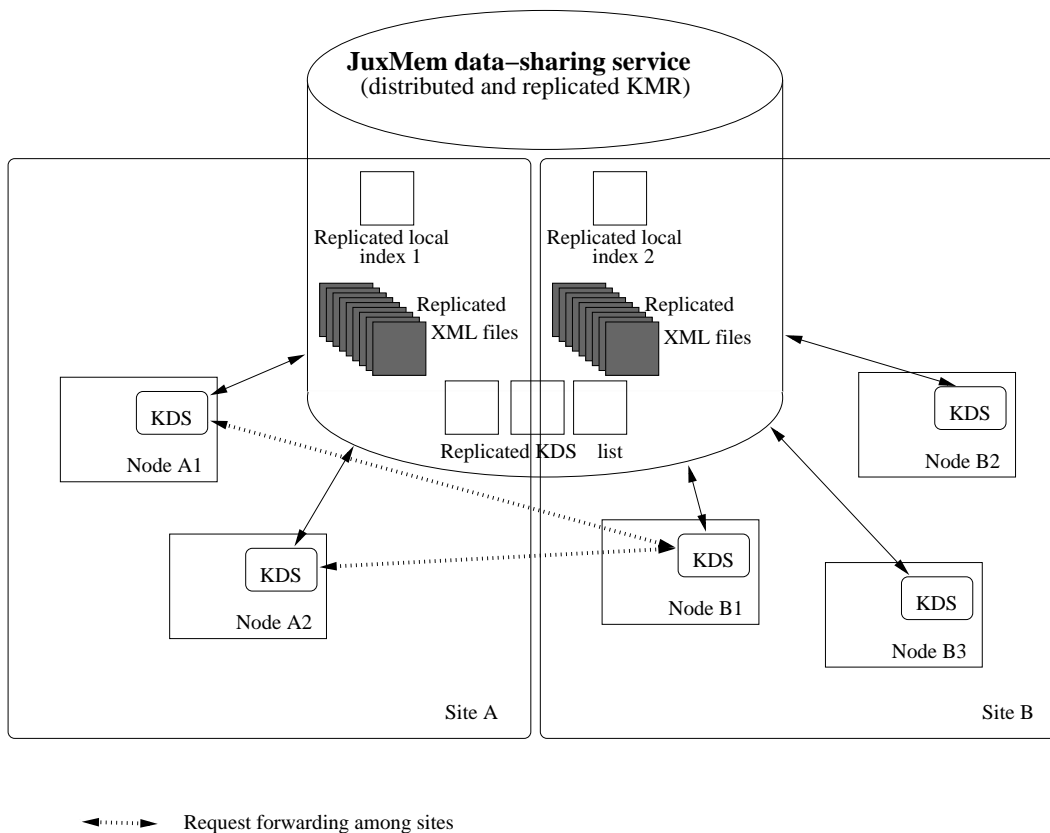 JuxMem data–sharing service
(distributed and replicated KMR)
Replicated local
index 1
Replicated local
index 2
Replicated
XML files
Replicated
XML files
KDS
Node A1
Replicated KDS list
KDS
Node B2
KDS
Node A2
KDS
Node B1
KDS
Node B3
Site A
Site B
Request forwarding among sites